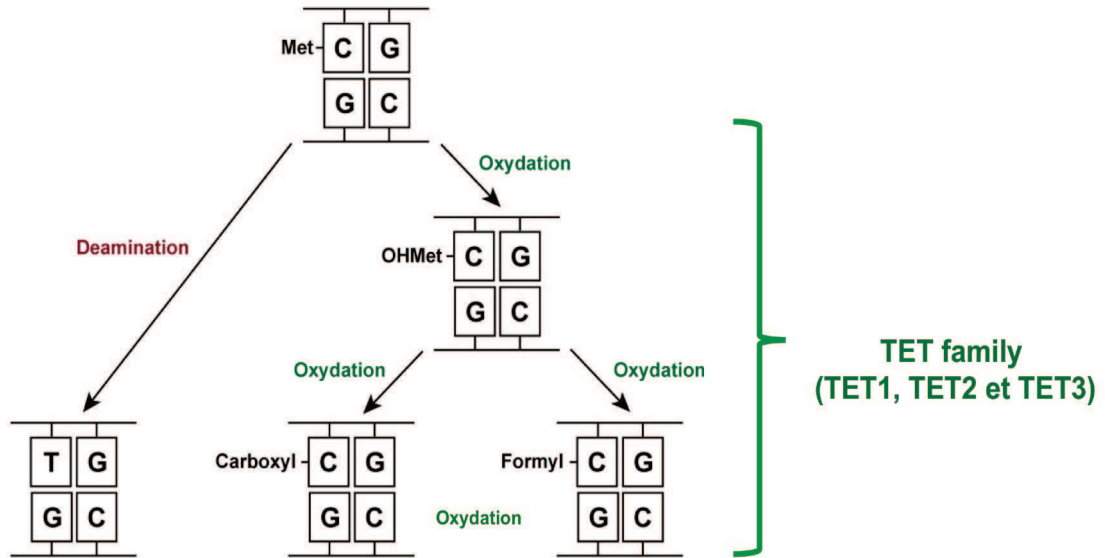 Met
C G
G C
Oxydation
Deamination
OHMet
C G
G C
Oxydation
Oxydation
TET family
(TET1, TET2 et TET3)
T G
G C
Carboxyl
C G
G C
Oxydation
Formyl
C G
G C